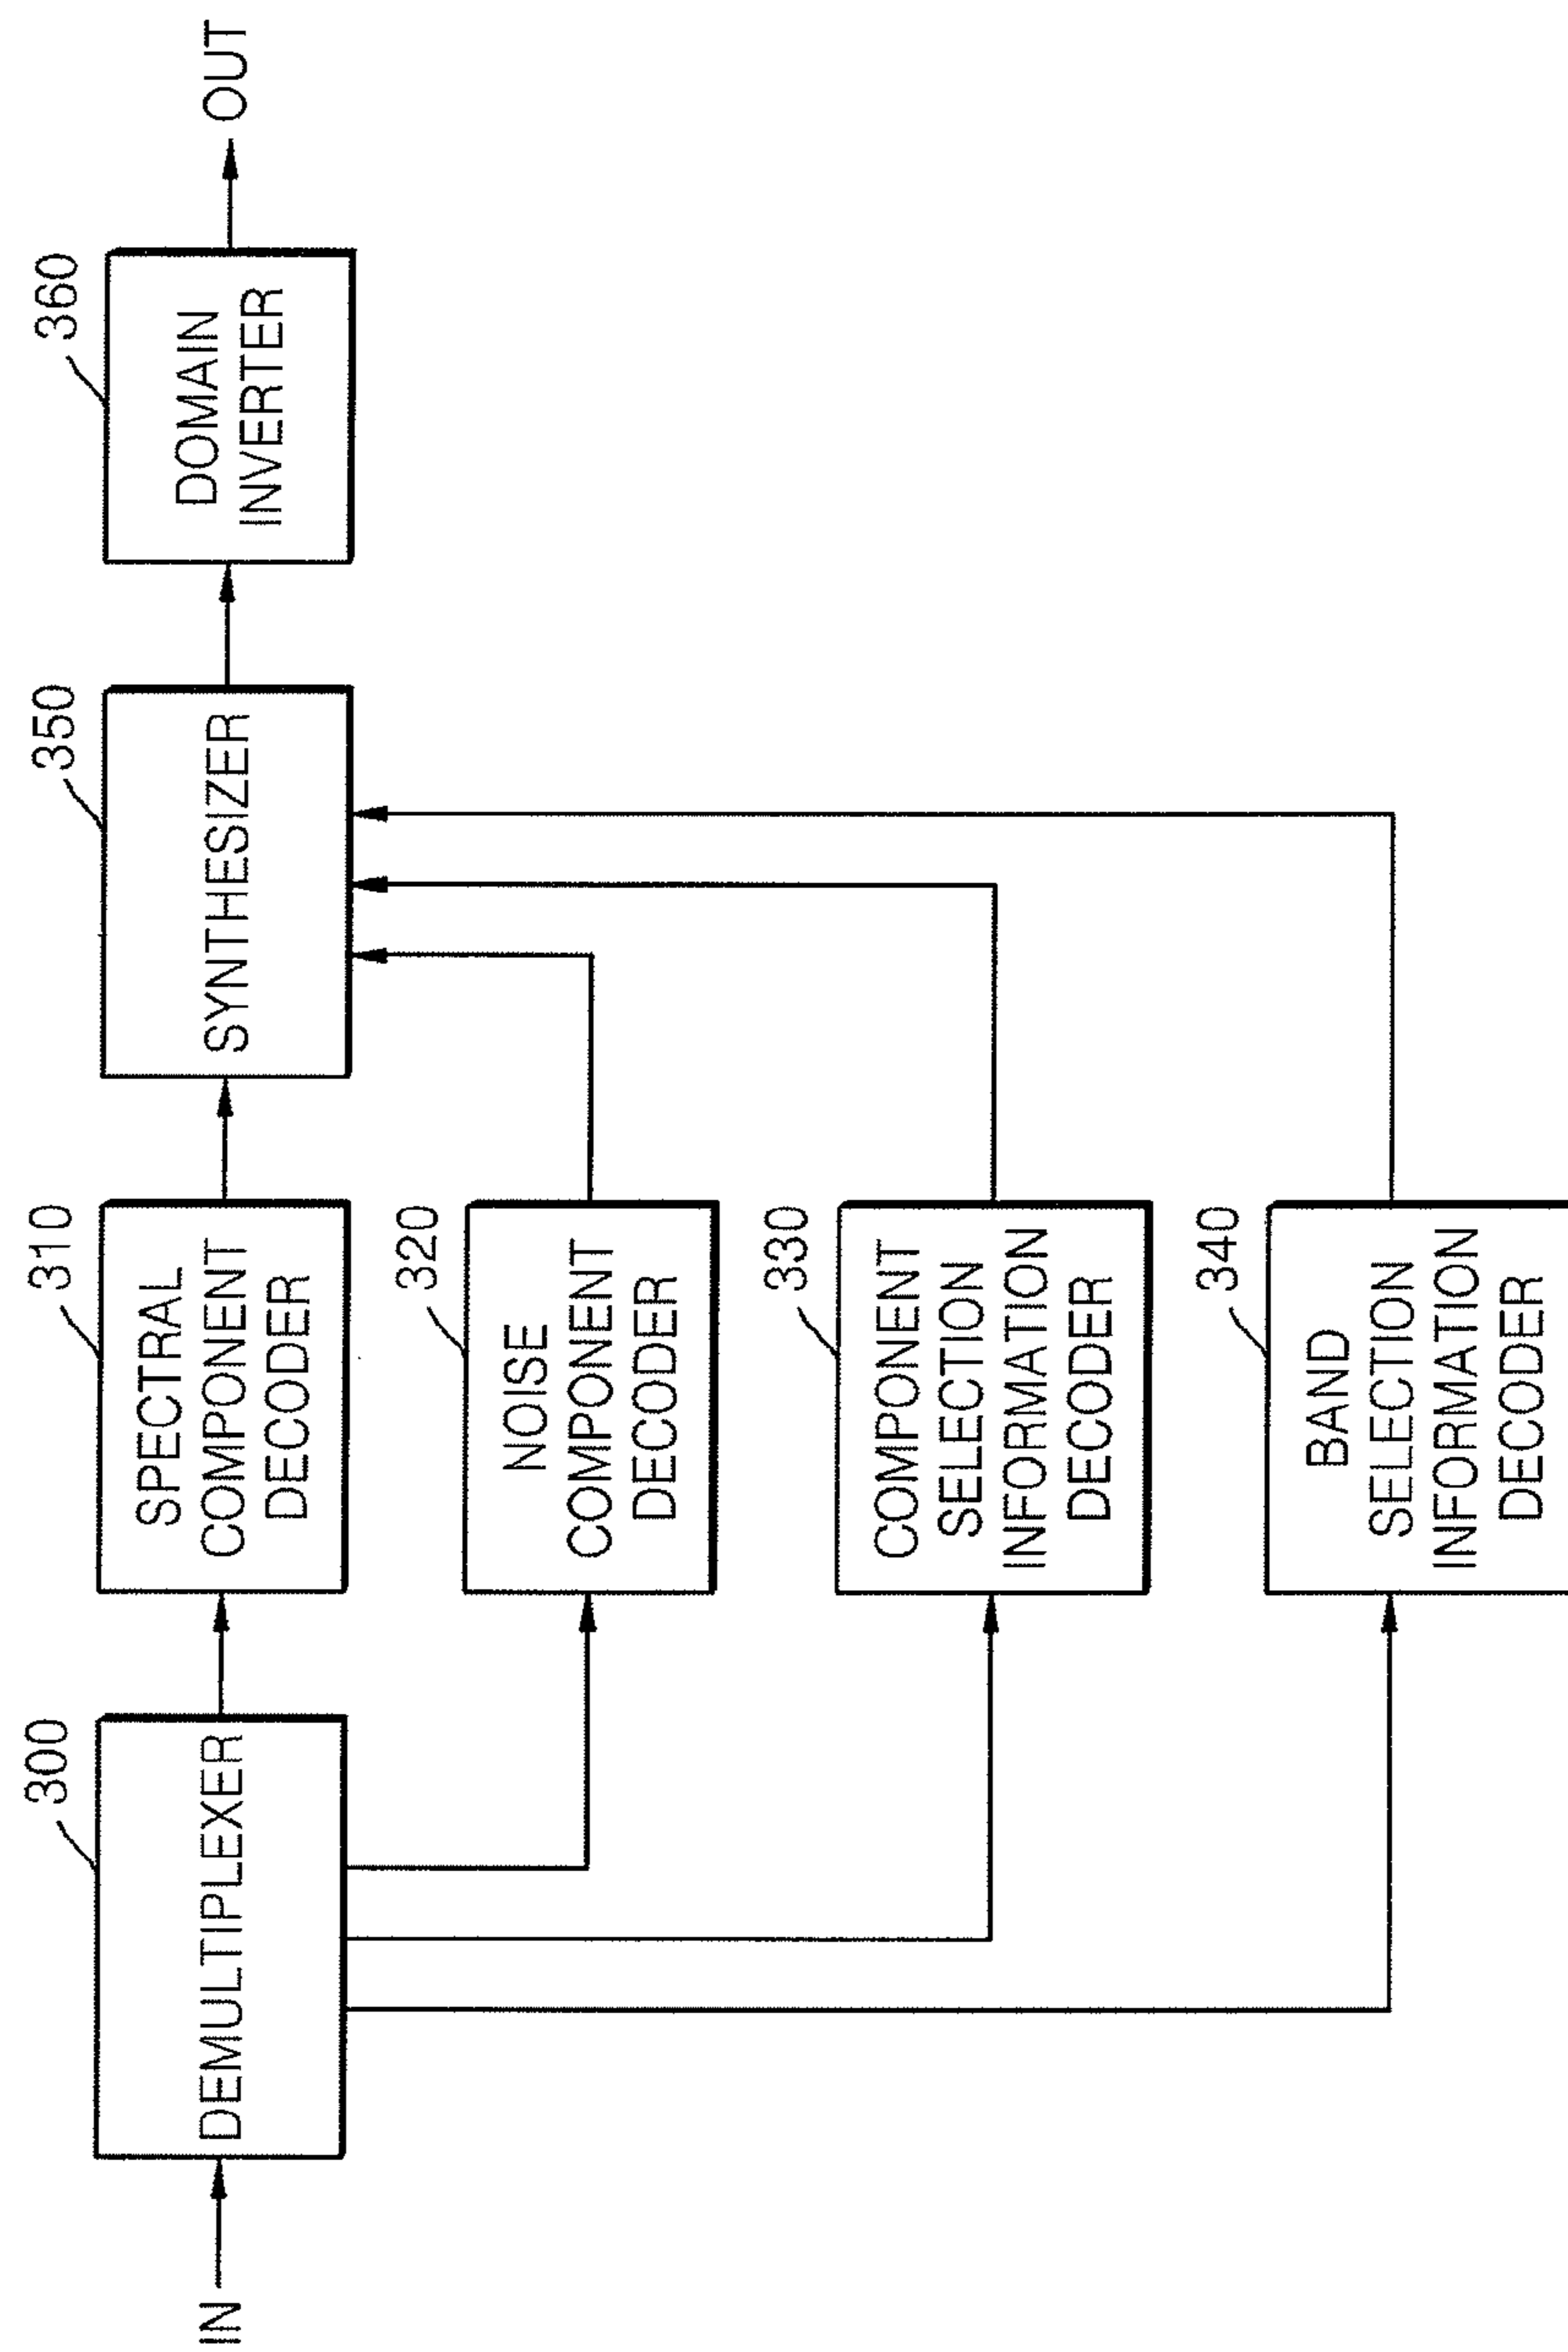 IN
300
DEMULTIPLEXER
310
SPECTRAL
COMPONENT
DECODER
320
NOISE
COMPONENT
DECODER
330
COMPONENT
SELECTION
INFORMATION
DECODER
340
BAND
SELECTION
INFORMATION
DECODER
350
SYNTHESIZER
360
DOMAIN
INVERTER
OUT